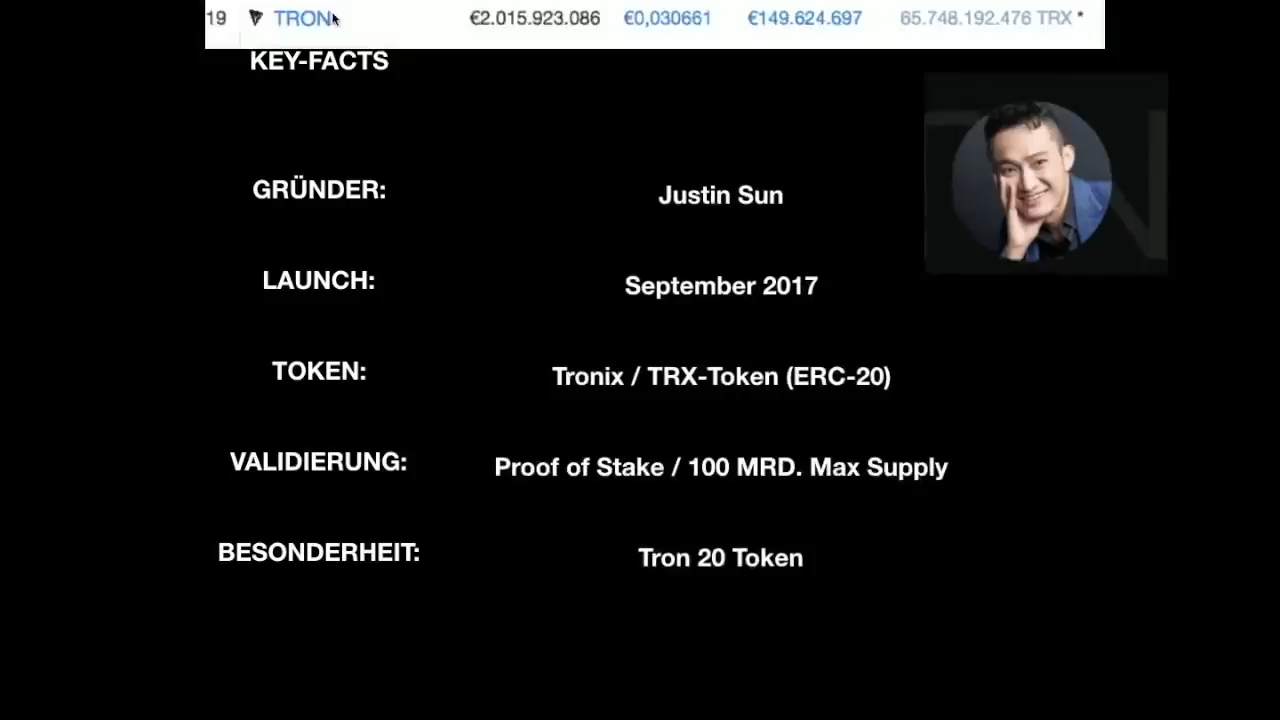 19 TRON €2.015.923.086 €0,030661 €149.624.697 65.748.192.476 TRX *
KEY-FACTS
GRÜNDER: Justin Sun
LAUNCH: September 2017
TOKEN: Tronix / TRX-Token (ERC-20)
VALIDIERUNG: Proof of Stake / 100 MRD. Max Supply
BESONDERHEIT: Tron 20 Token